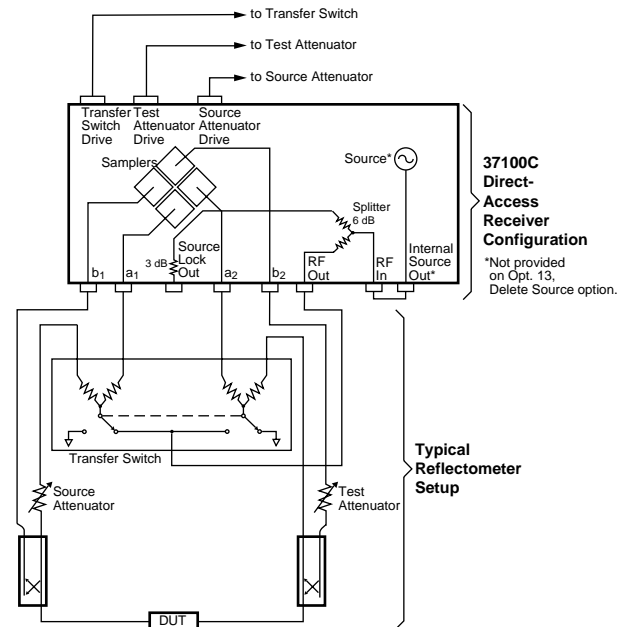 to Transfer Switch
to Test Attenuator
to Source Attenuator
Transfer
Switch
Drive
Test
Attenuator
Drive
Source
Attenuator
Drive
Samplers
Source*
Splitter
6 dB
3 dB
Source
Lock
Out
b1
a1
a2
b2
RF
Out
RF
In
Internal
Source
Out*
37100C
Direct-
Access
Receiver
Configuration
*Not provided
on Opt. 13,
Delete Source option.
Transfer Switch
Source
Attenuator
Test
Attenuator
Typical
Reflectometer
Setup
DUT